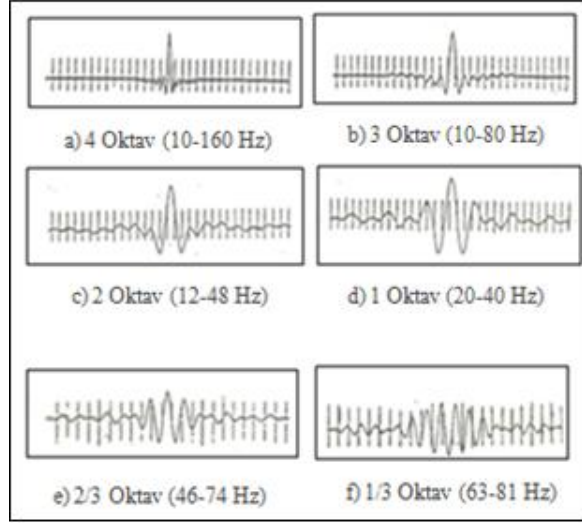 a) 4 Oktav (10-160 Hz)
b) 3 Oktav (10-80 Hz)
c) 2 Oktav (12-48 Hz)
d) 1 Oktav (20-40 Hz)
e) 2/3 Oktav (46-74 Hz)
f) 1/3 Oktav (63-81 Hz)